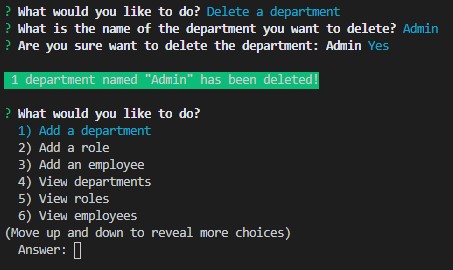 ? What would you like to do? Delete a department
? What is the name of the department you want to delete? Admin
? Are you sure want to delete the department: Admin Yes
1 department named "Admin" has been deleted!
? What would you like to do?
1) Add a department
2) Add a role
3) Add an employee
4) View departments
5) View roles
6) View employees
(Move up and down to reveal more choices)
Answer: